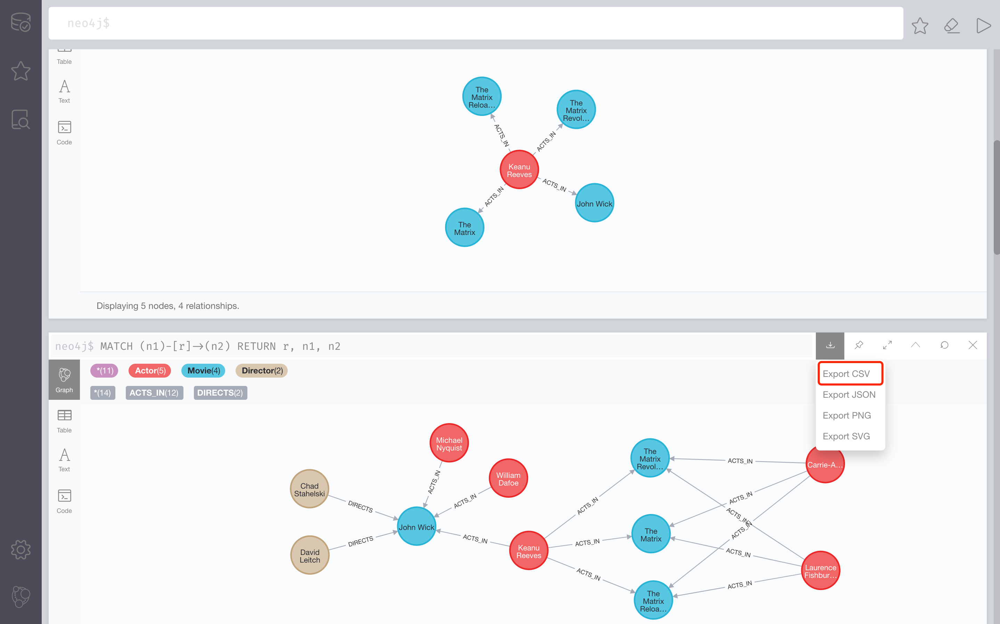 neo4j$
Table
Text
Code
The
Matrix
Reloa...
The
Matrix
Revol...
ACTS_IN
ACTS_IN
Keanu
Reeves
ACTS_IN
ACTS_IN
John Wick
The
Matrix
Displaying 5 nodes, 4 relationships.
neo4j$ MATCH (n1)-[r]→(n2) RETURN r, n1, n2
*(11) Actor(5) Movie(4) Director(2)
*(14) ACTS_IN(12) DIRECTS(2)
Export CSV
Export JSON
Export PNG
Export SVG
Graph
Table
Text
Code
Michael
Nyquist
William
Dafoe
Chad
Stahelski
ACTS_IN
ACTS_IN
DIRECTS
John Wick
DIRECTS
David
Leitch
ACTS_IN
Keanu
Reeves
ACTS_IN
ACTS_IN
ACTS_IN
The
Matrix
Revol...
The
Matrix
The
Matrix
Reloa...
ACTS_IN
ACTS_IN
ACTS_IN
ACTS_IN
ACTS_IN
ACTS_IN
Carrie-A...
Laurence
Fishbur...